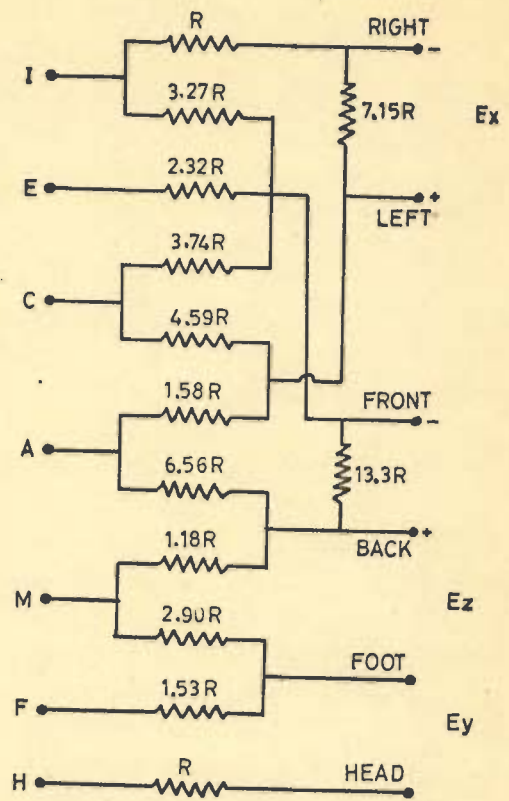 R
RIGHT
-
I
3.27R
7.15R
Ex
2.32R
E
+
LEFT
3.74R
C
4.59R
1.58R
FRONT
-
A
6.56R
13.3R
+
BACK
1.18R
M
Ez
2.90R
FOOT
1.53R
F
Ey
R
HEAD
H